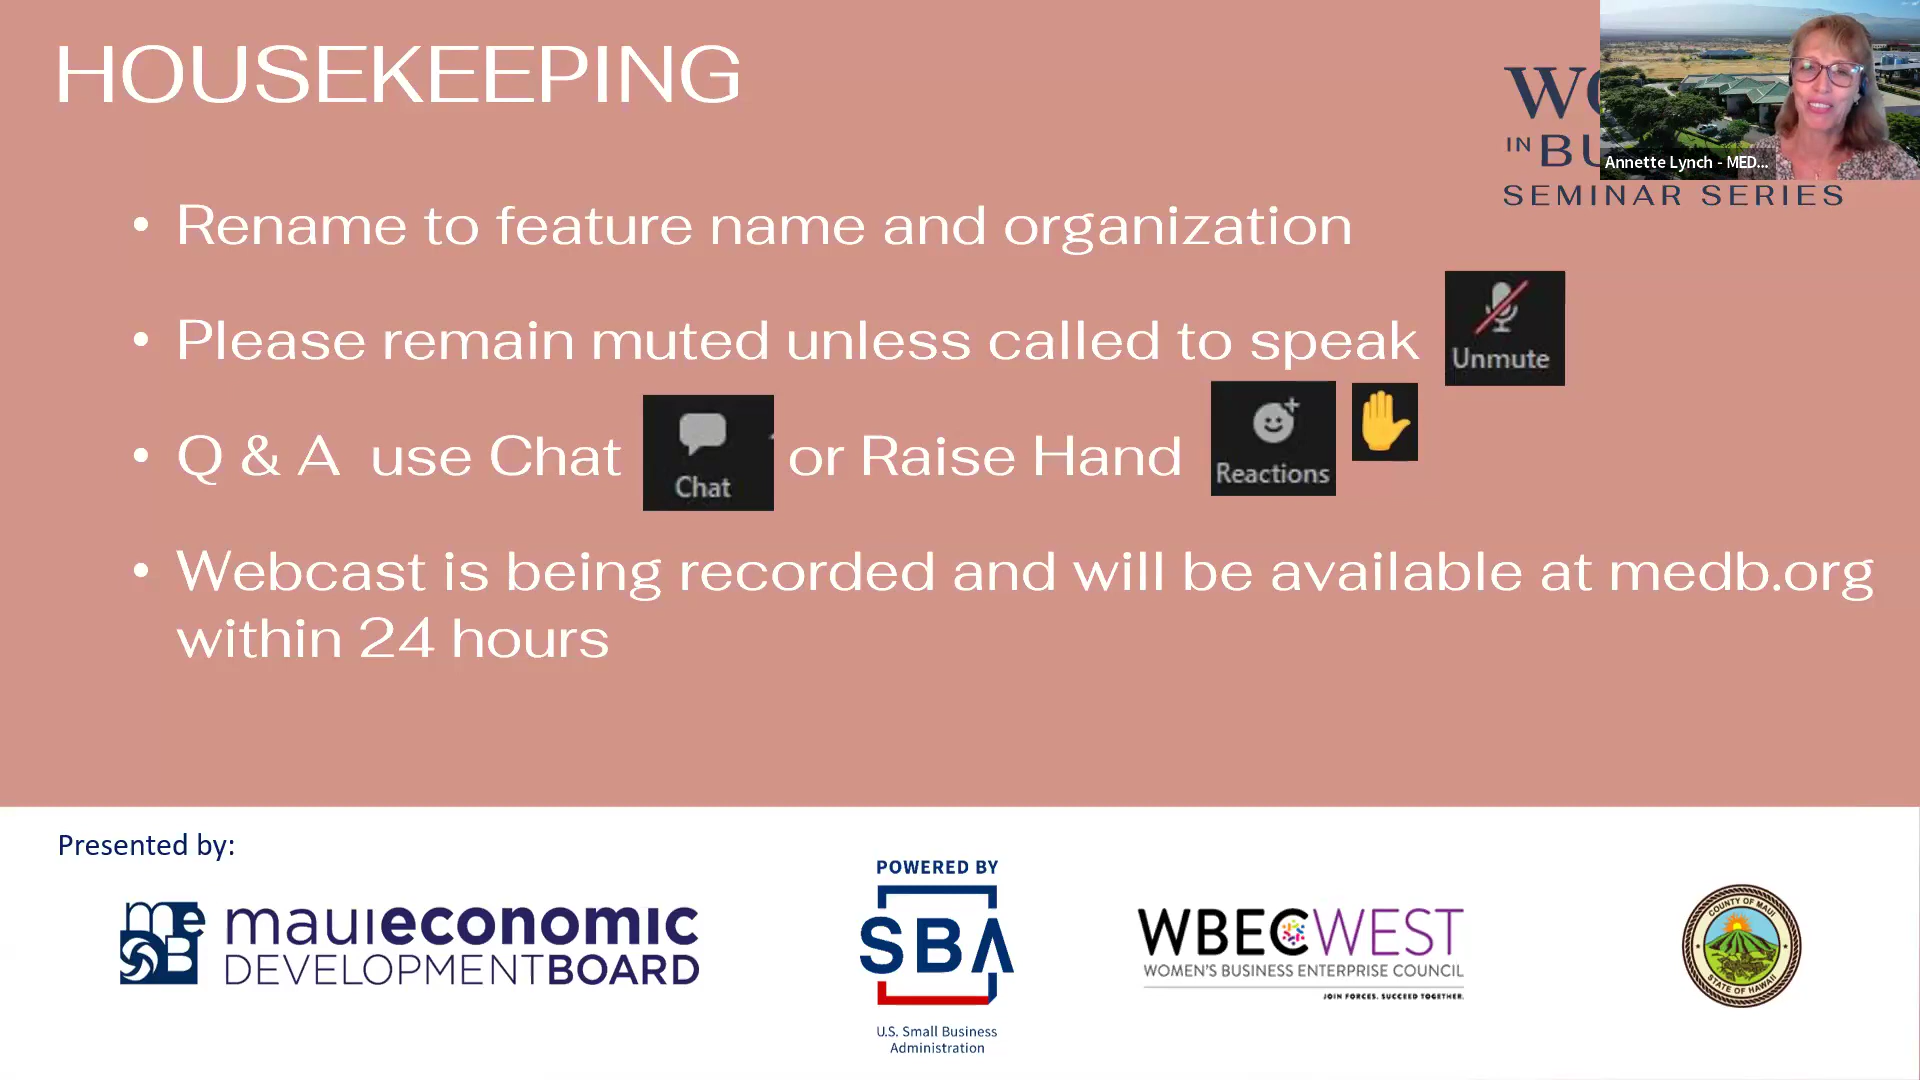 HOUSEKEEPING
WO
IN BU
SEMINAR SERIES
Annette Lynch - MED...
• Rename to feature name and organization
• Please remain muted unless called to speak
Unmute
• Q & A use Chat
Chat
or Raise Hand
Reactions
• Webcast is being recorded and will be available at medb.org
within 24 hours
Presented by:
meDB
mauieconomic
DEVELOPMENTBOARD
POWERED BY
SBA
U.S. Small Business
Administration
WBECWEST
WOMEN'S BUSINESS ENTERPRISE COUNCIL
JOIN FORCES. SUCCEED TOGETHER.
COUNTY OF MAUI
STATE OF HAWAII